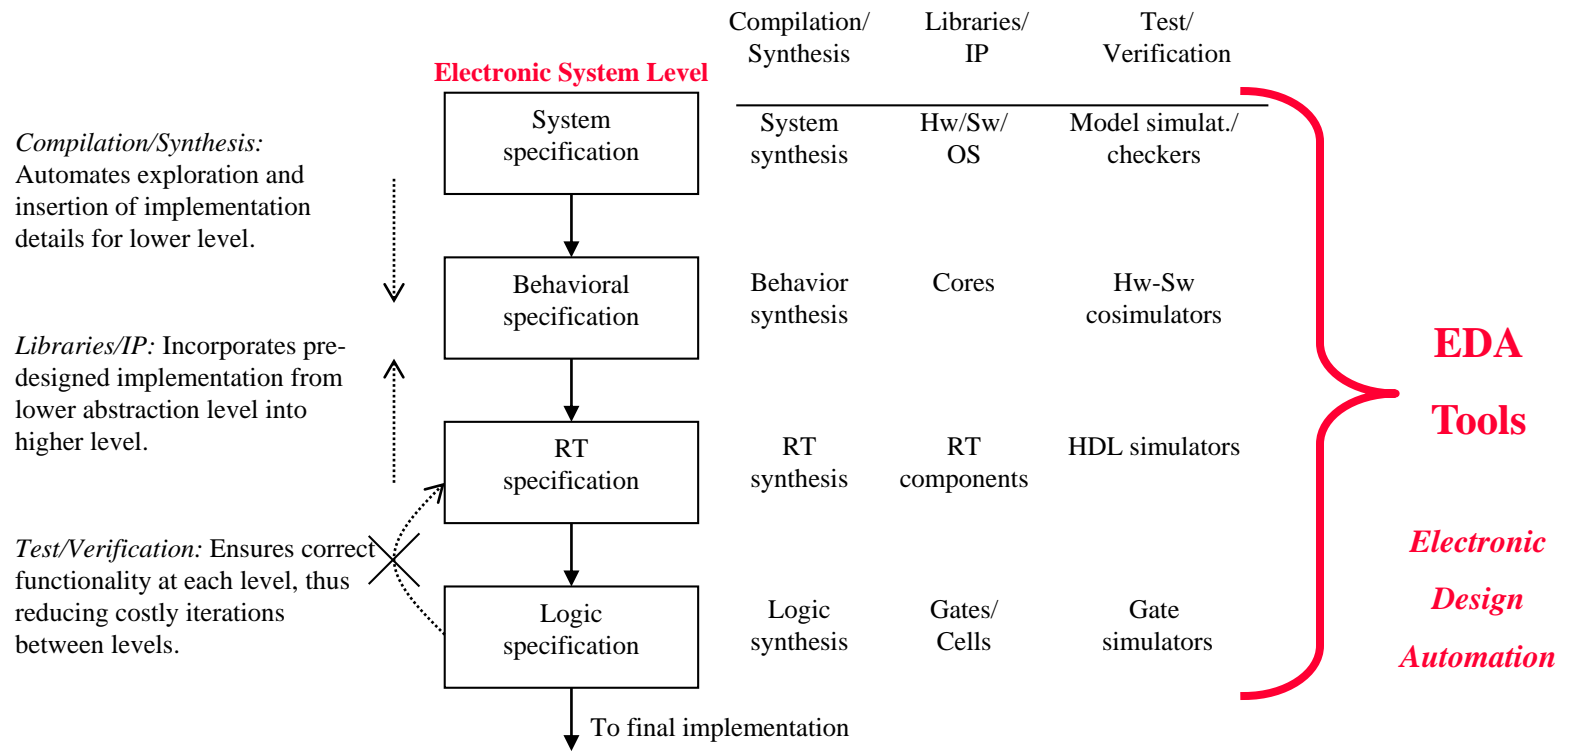 Compilation/
Synthesis
Libraries/
IP
Test/
Verification
Electronic System Level
System
specification
System
synthesis
Hw/Sw/
OS
Model simulat./
checkers
Compilation/Synthesis:
Automates exploration and
insertion of implementation
details for lower level.
Behavioral
specification
Behavior
synthesis
Cores
Hw-Sw
cosimulators
Libraries/IP: Incorporates pre-
designed implementation from
lower abstraction level into
higher level.
RT
specification
RT
synthesis
RT
components
HDL simulators
Test/Verification: Ensures correct
functionality at each level, thus
reducing costly iterations
between levels.
Logic
specification
Logic
synthesis
Gates/
Cells
Gate
simulators
To final implementation
EDA
Tools
Electronic
Design
Automation